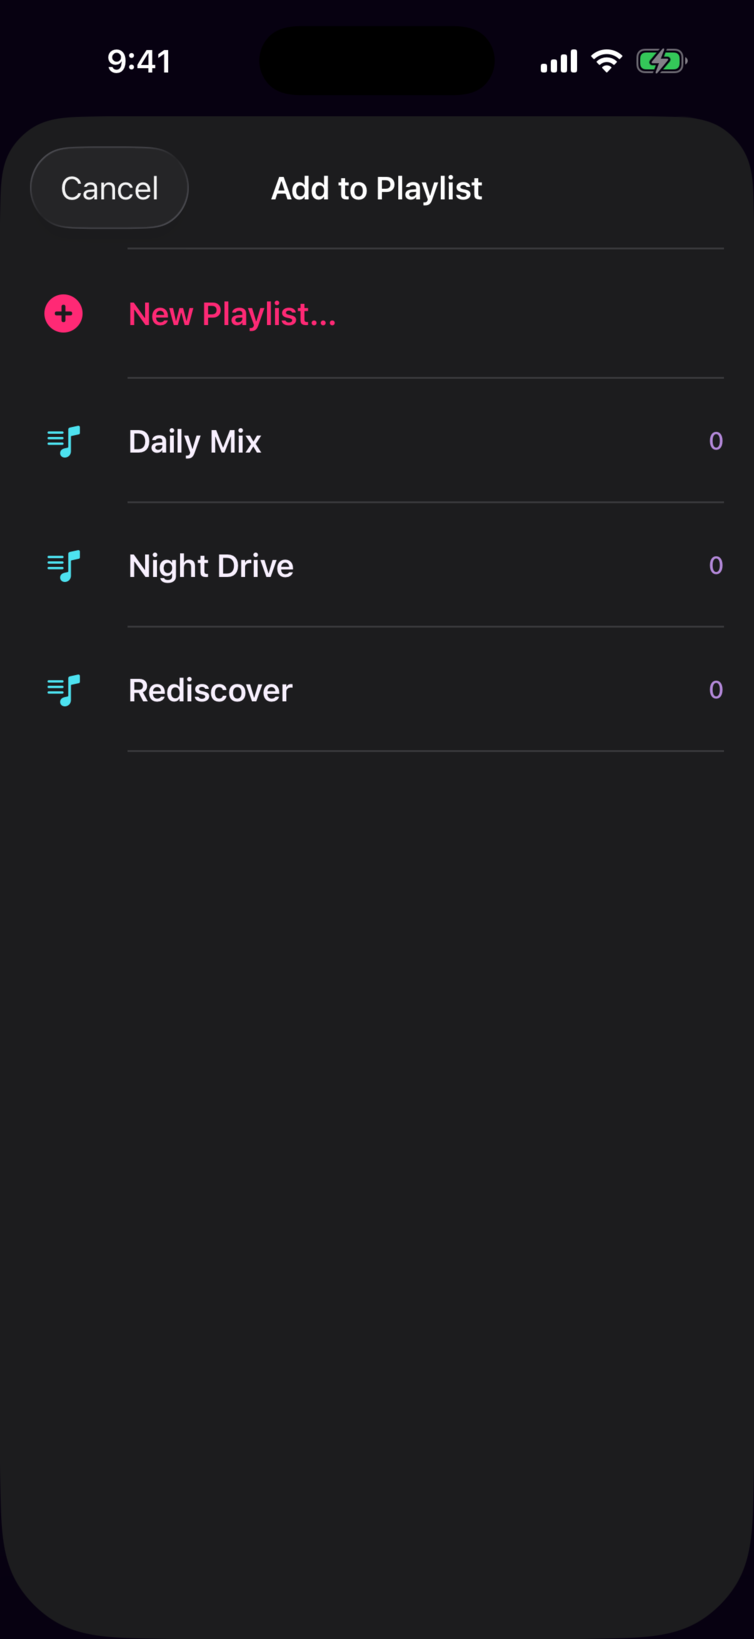 9:41
Cancel
Add to Playlist
New Playlist...
Daily Mix 0
Night Drive 0
Rediscover 0